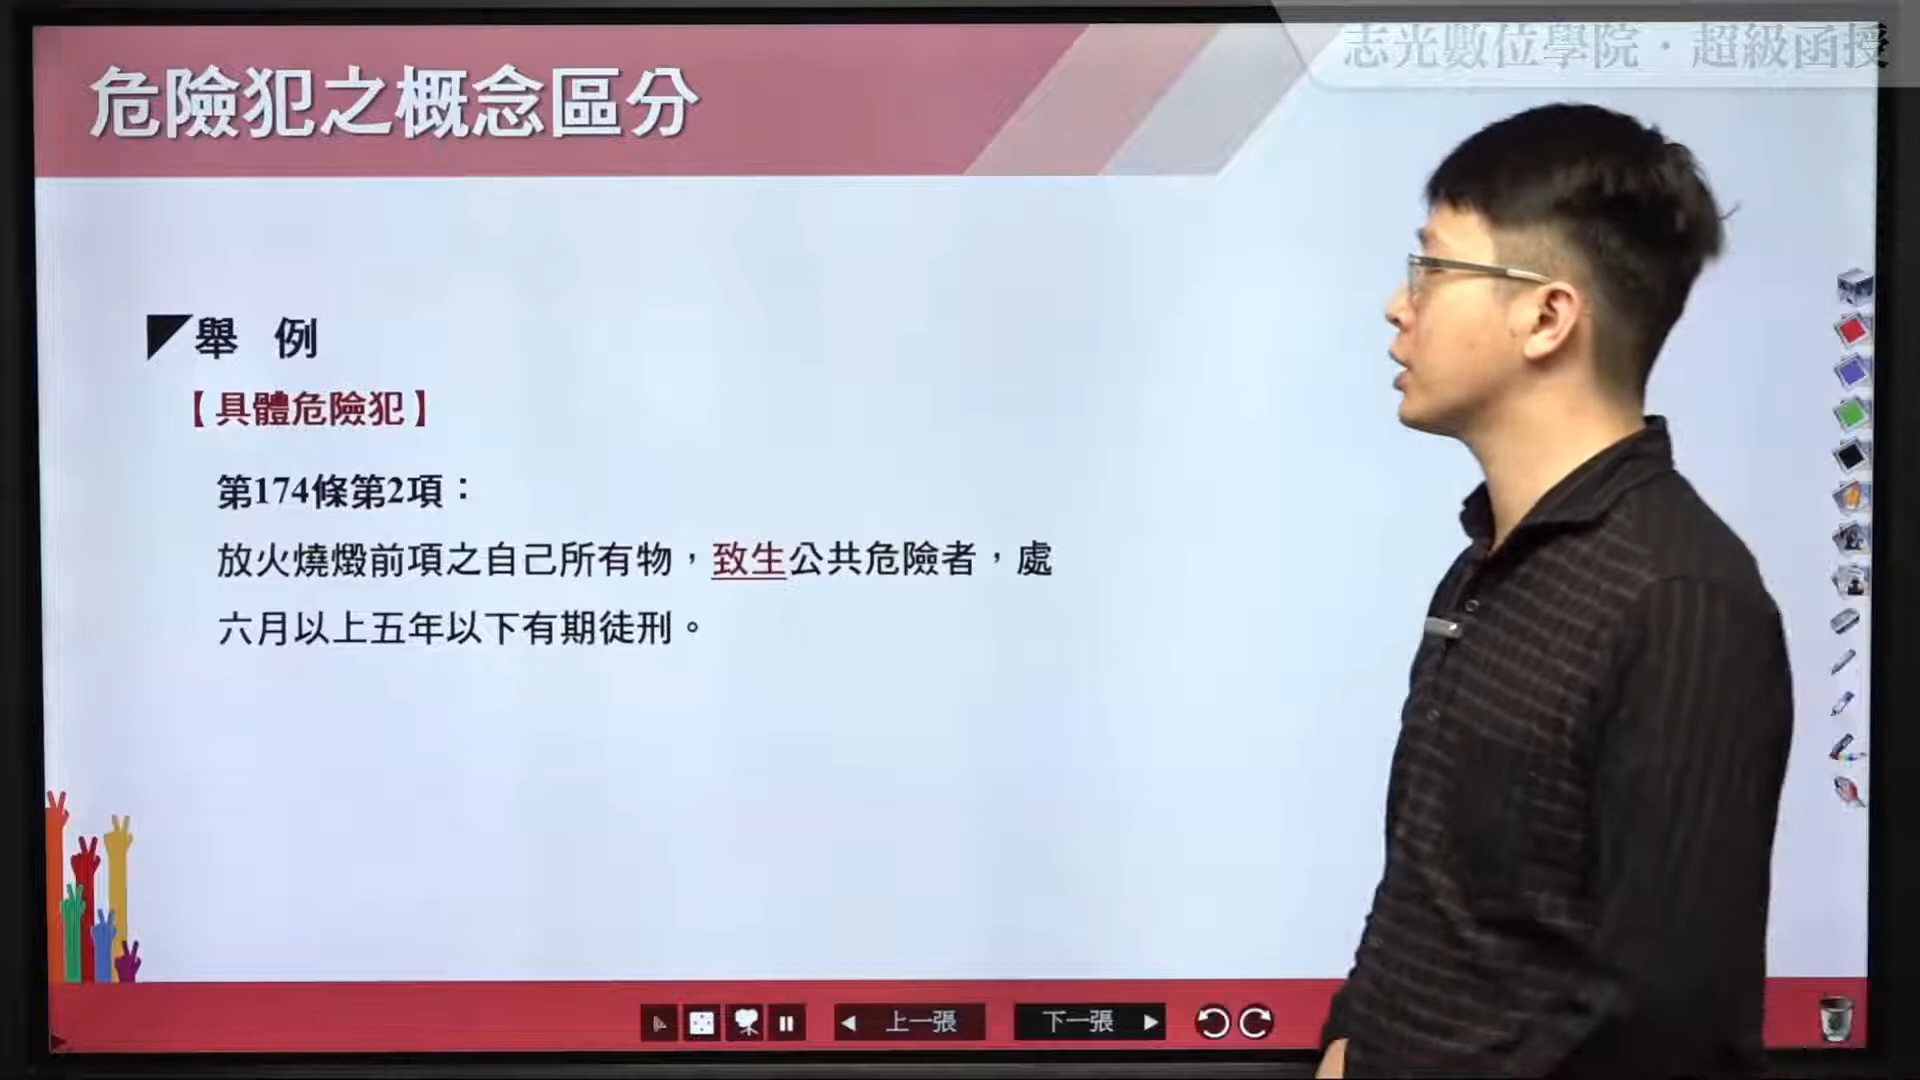 志光數位學院·超級函授
危險犯之概念區分
舉 例
【具體危險犯】
第174條第2項：
放火燒燬前項之自己所有物，致生公共危險者，處
六月以上五年以下有期徒刑。
上一張
下一張